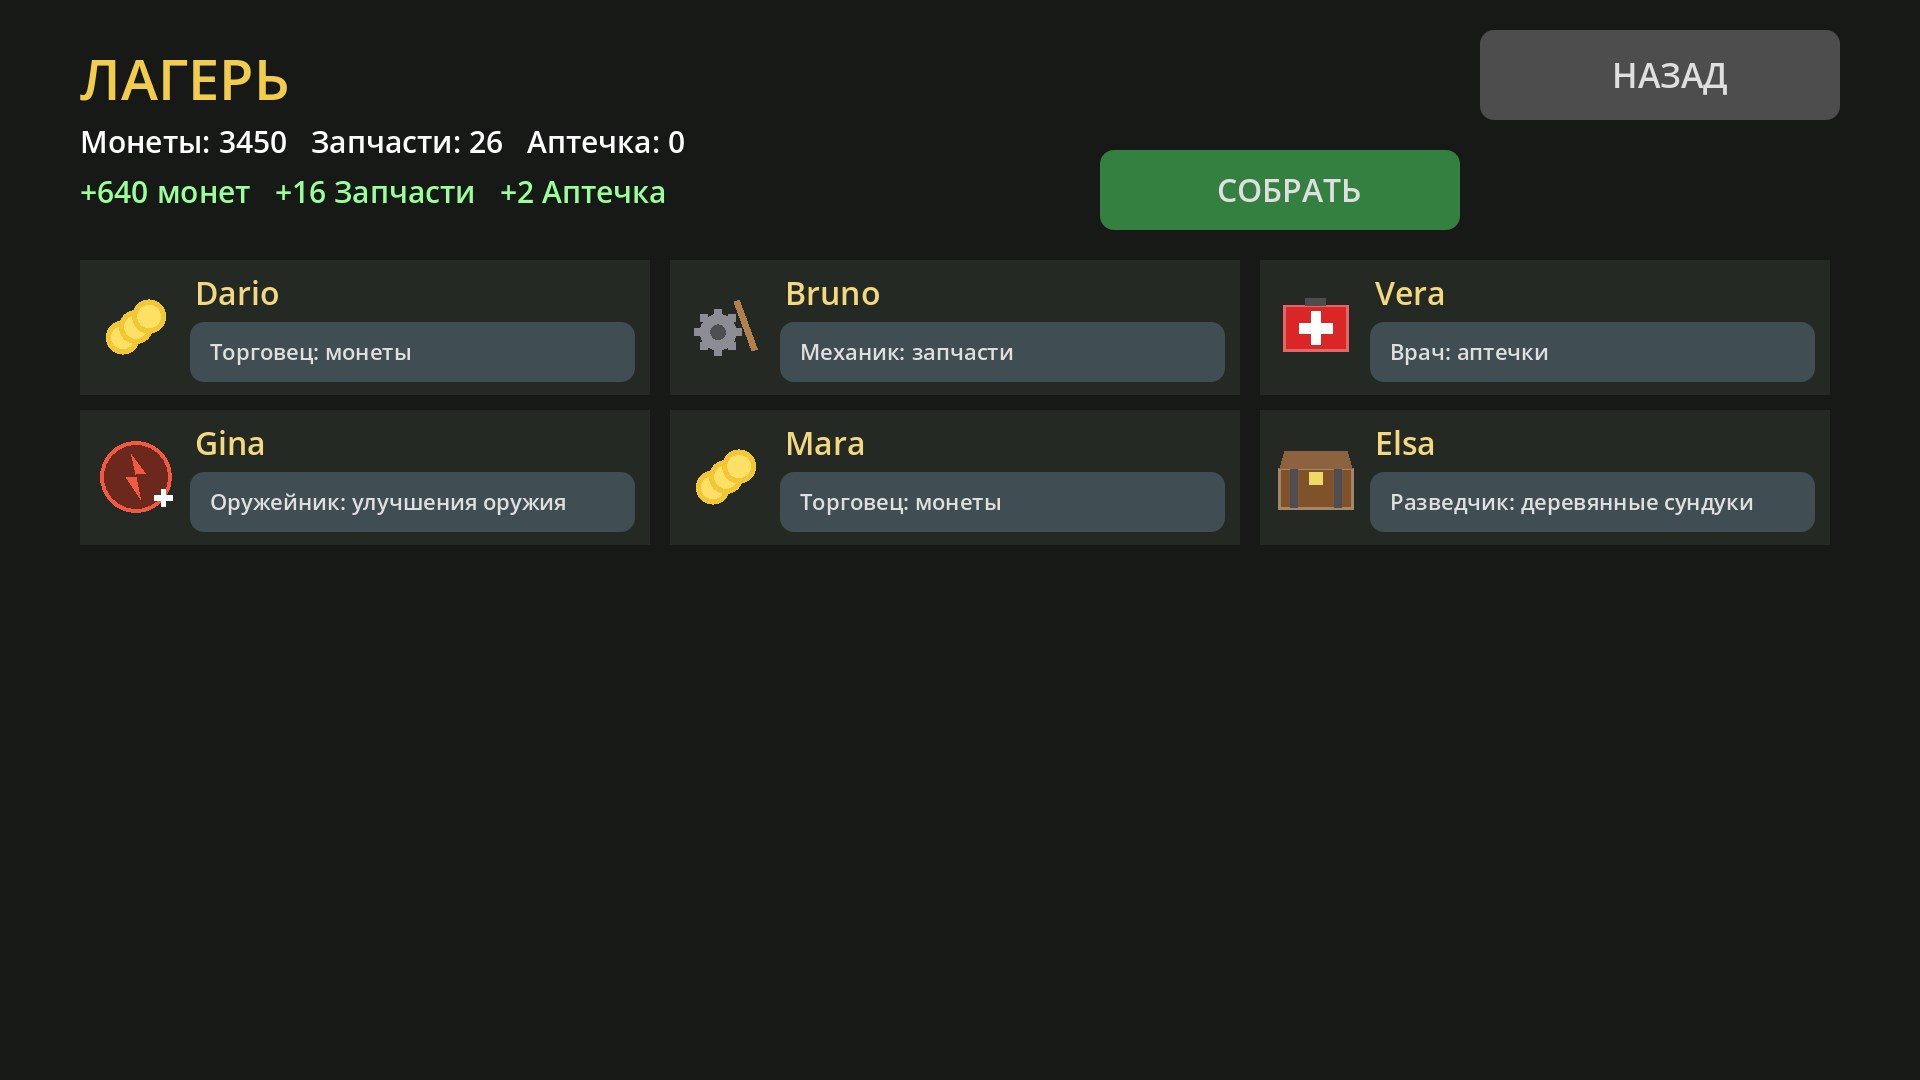 ЛАГЕРЬ
НАЗАД
Монеты: 3450 Запчасти: 26 Аптечка: 0
+640 монет +16 Запчасти +2 Аптечка
СОБРАТЬ
Dario
Торговец: монеты
Bruno
Механик: запчасти
Vera
Врач: аптечки
Gina
Оружейник: улучшения оружия
Mara
Торговец: монеты
Elsa
Разведчик: деревянные сундуки